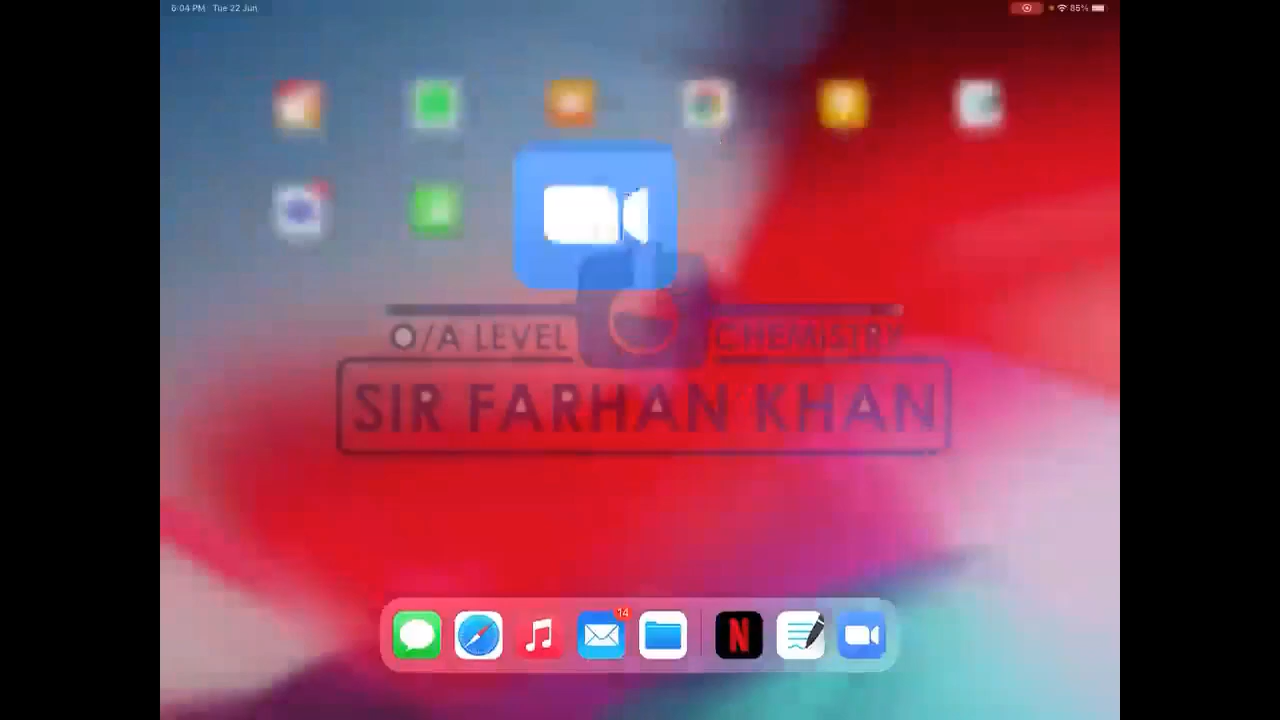 6:04 PM Tue 22 Jun
85%
O/A LEVEL CHEMISTRY
SIR FARHAN KHAN
14
N